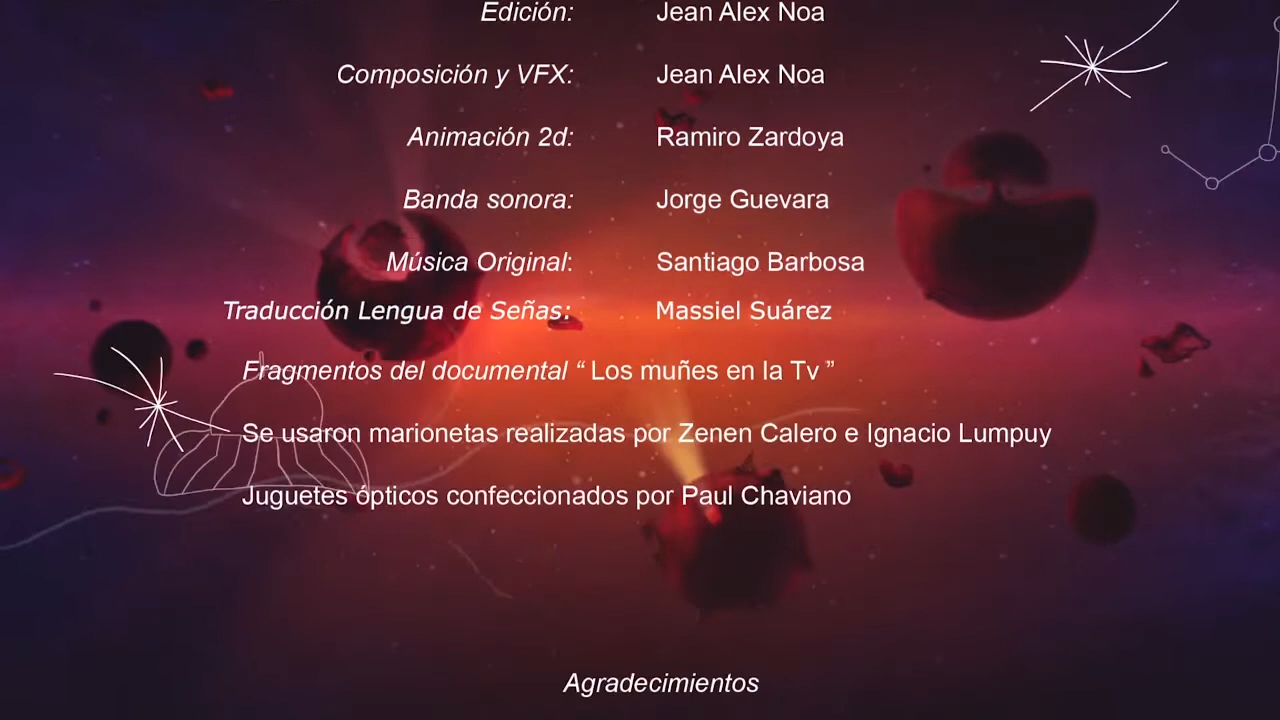 Edición: Jean Alex Noa
Composición y VFX: Jean Alex Noa
Animación 2d: Ramiro Zardoya
Banda sonora: Jorge Guevara
Música Original: Santiago Barbosa
Traducción Lengua de Señas: Massiel Suárez
Fragmentos del documental “ Los muñes en la Tv ”
Se usaron marionetas realizadas por Zenen Calero e Ignacio Lumpuy
Juguetes ópticos confeccionados por Paul Chaviano
Agradecimientos